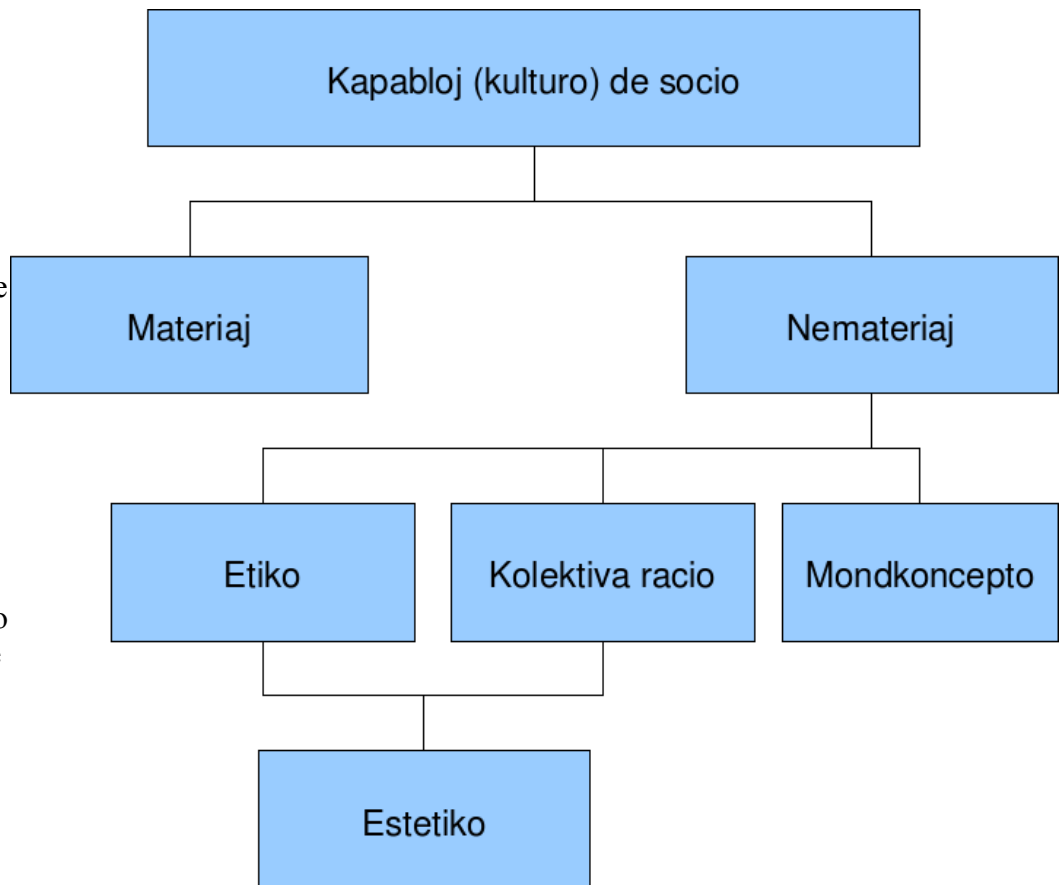 Kapabloj (kulturo) de socio
e
Materiaj
Nemateriaj
Etiko
Kolektiva racio
Mondkoncepto
o
Estetiko